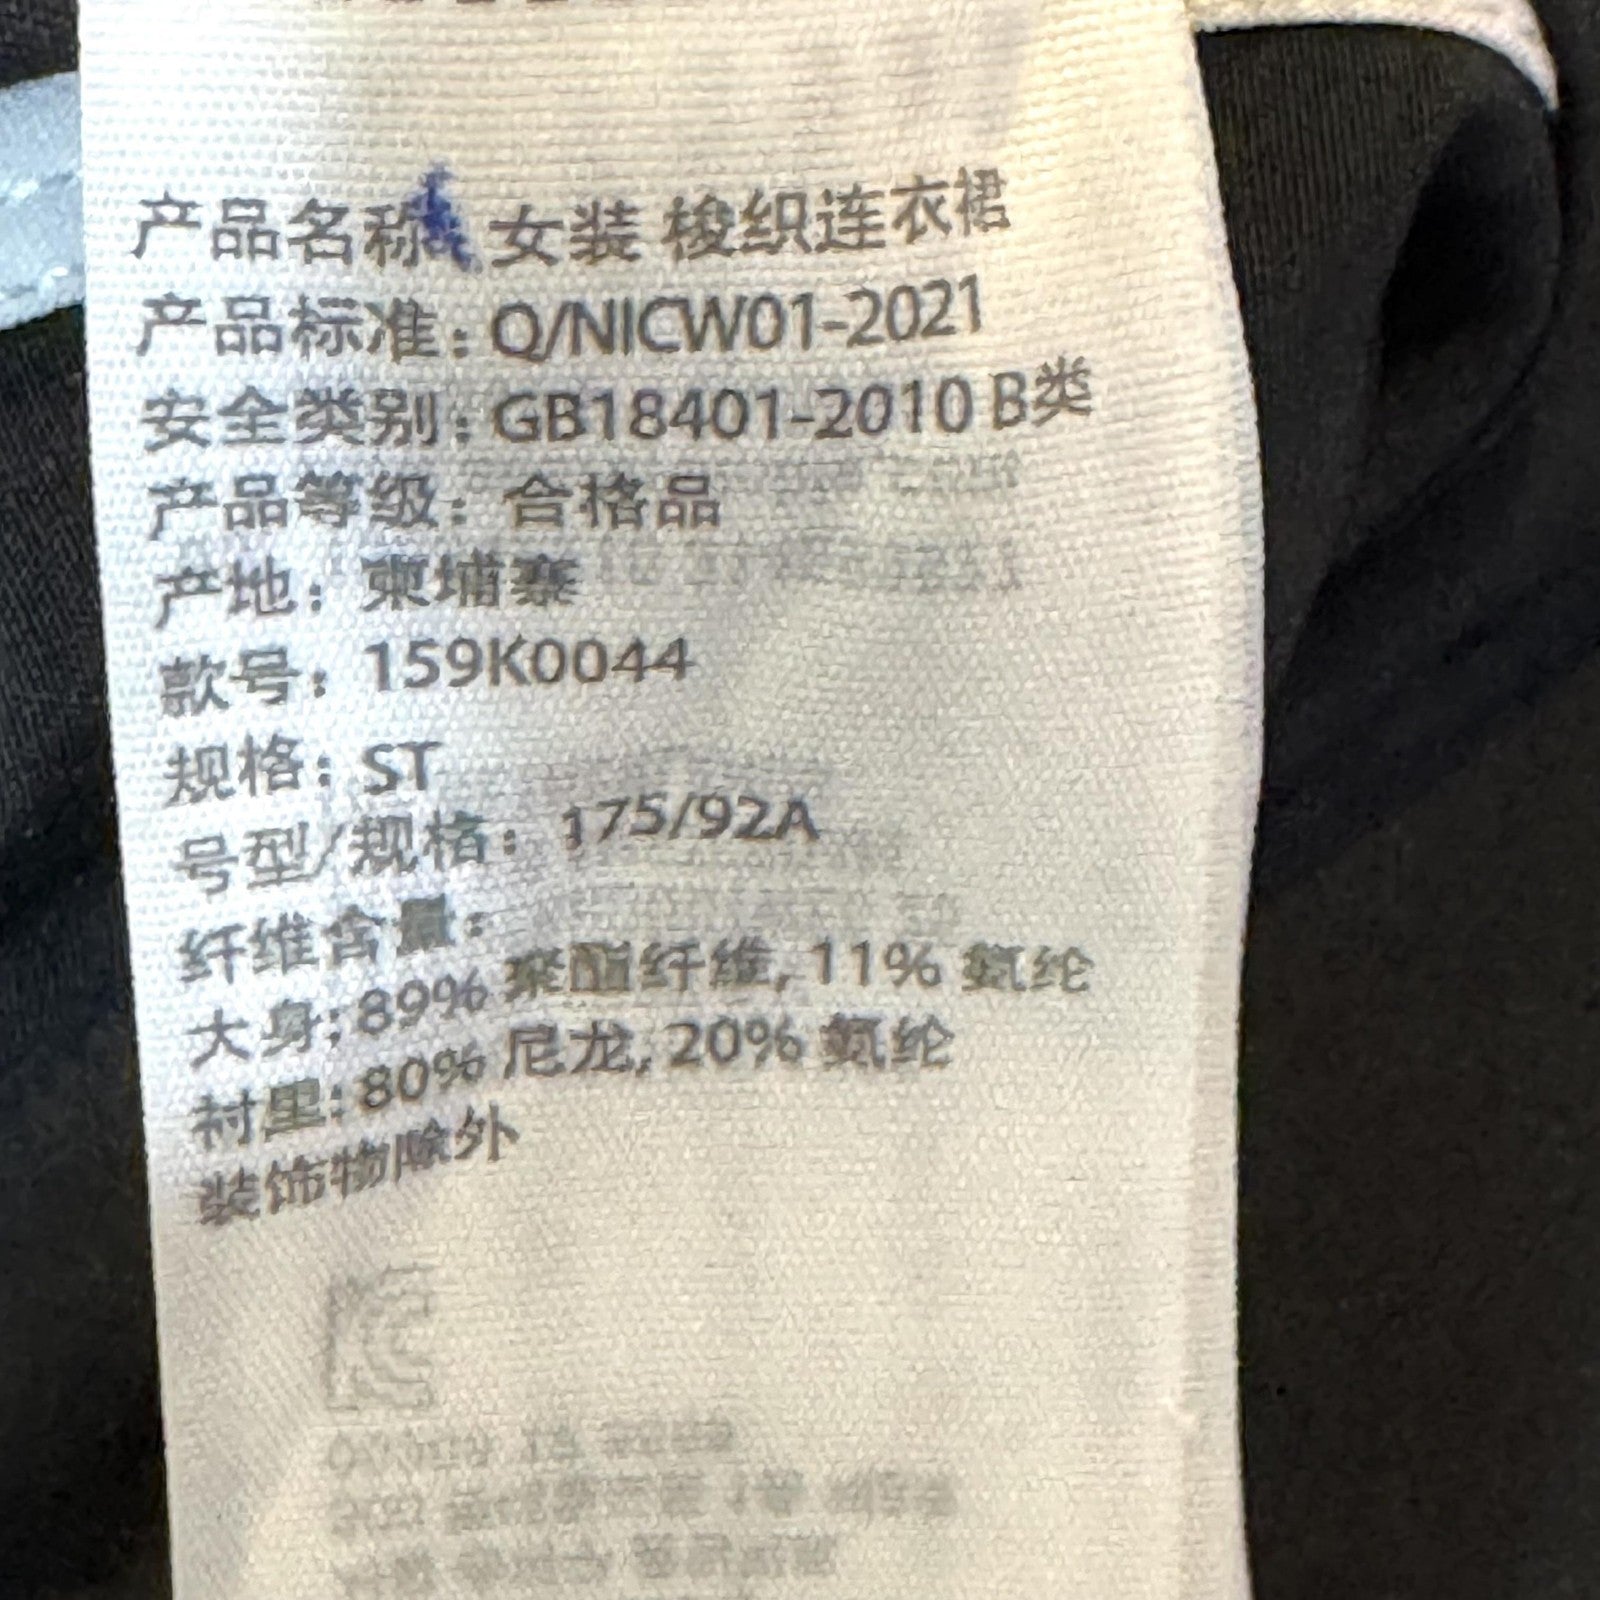 产品名称: 女装 梭织连衣裙
产品标准: Q/NICW01-2021
安全类别: GB18401-2010 B类
产品等级: 合格品
产地: 柬埔寨
款号: 159K0044
规格: ST
号型/规格: 175/92A
纤维含量:
大身: 89% 聚酯纤维, 11% 氨纶
衬里: 80% 尼龙, 20% 氨纶
装饰物除外